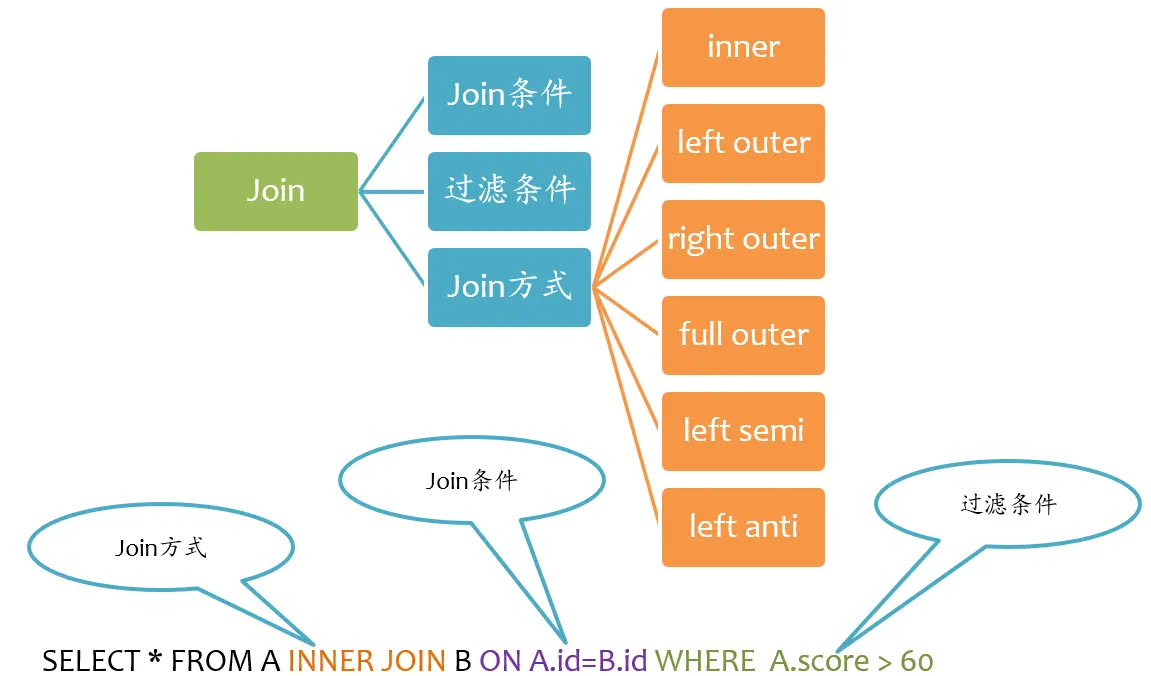 Join
Join条件
过滤条件
Join方式
inner
left outer
right outer
full outer
left semi
left anti
Join方式
Join条件
过滤条件
SELECT * FROM A INNER JOIN B ON A.id=B.id WHERE A.score > 60